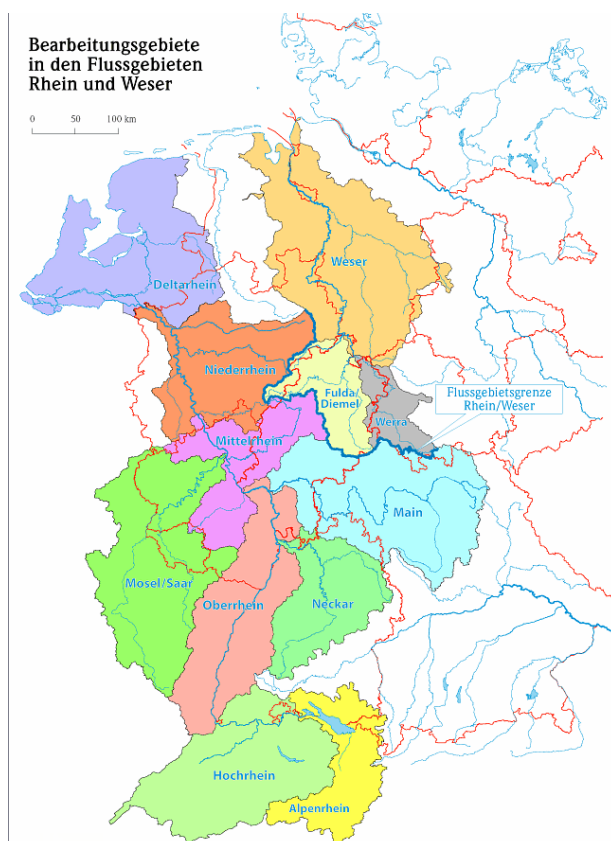 Bearbeitungsgebiete
in den Flussgebieten
Rhein und Weser
0 50 100 km
Weser
Deltarhein
Niederrhein
Fulda/
Diemel
Flussgebietsgrenze
Rhein/Weser
Werra
Mittelrhein
Main
Mosel/Saar
Oberrhein
Neckar
Hochrhein
Alpenrhein